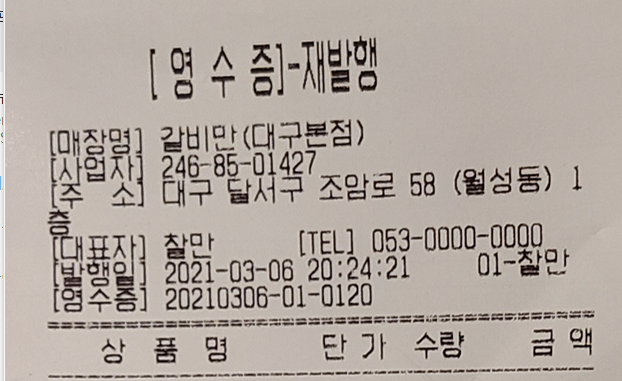 [영 수 증]-재발행
[매장명] 갈비만(대구본점)
[사업자] 246-85-01427
[주 소] 대구 달서구 조암로 58 (월성동) 1
층
[대표자] 찰만 [TEL] 053-0000-0000
[발행일] 2021-03-06 20:24:21 01-찰만
[영수증] 20210306-01-0120
상 품 명 단 가 수량 금 액